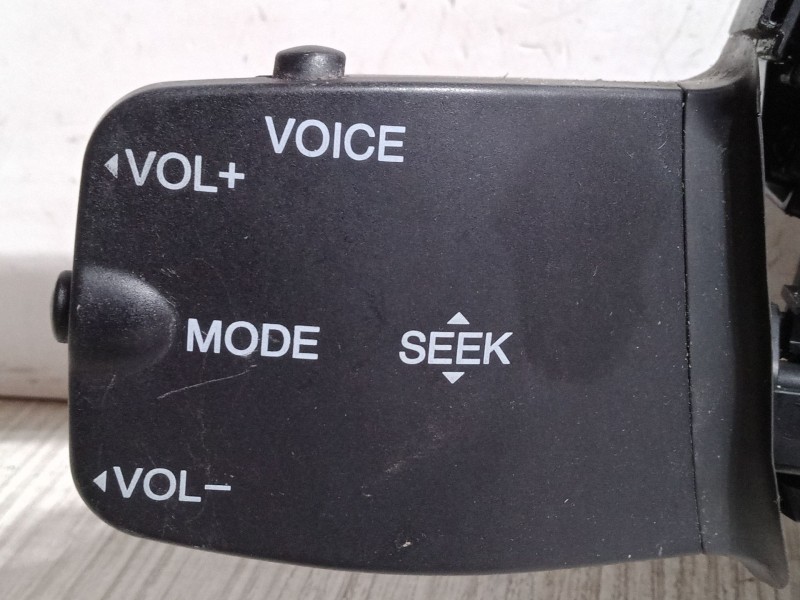 VOICE
◀VOL+
MODE
▲
SEEK
▼
◀VOL−